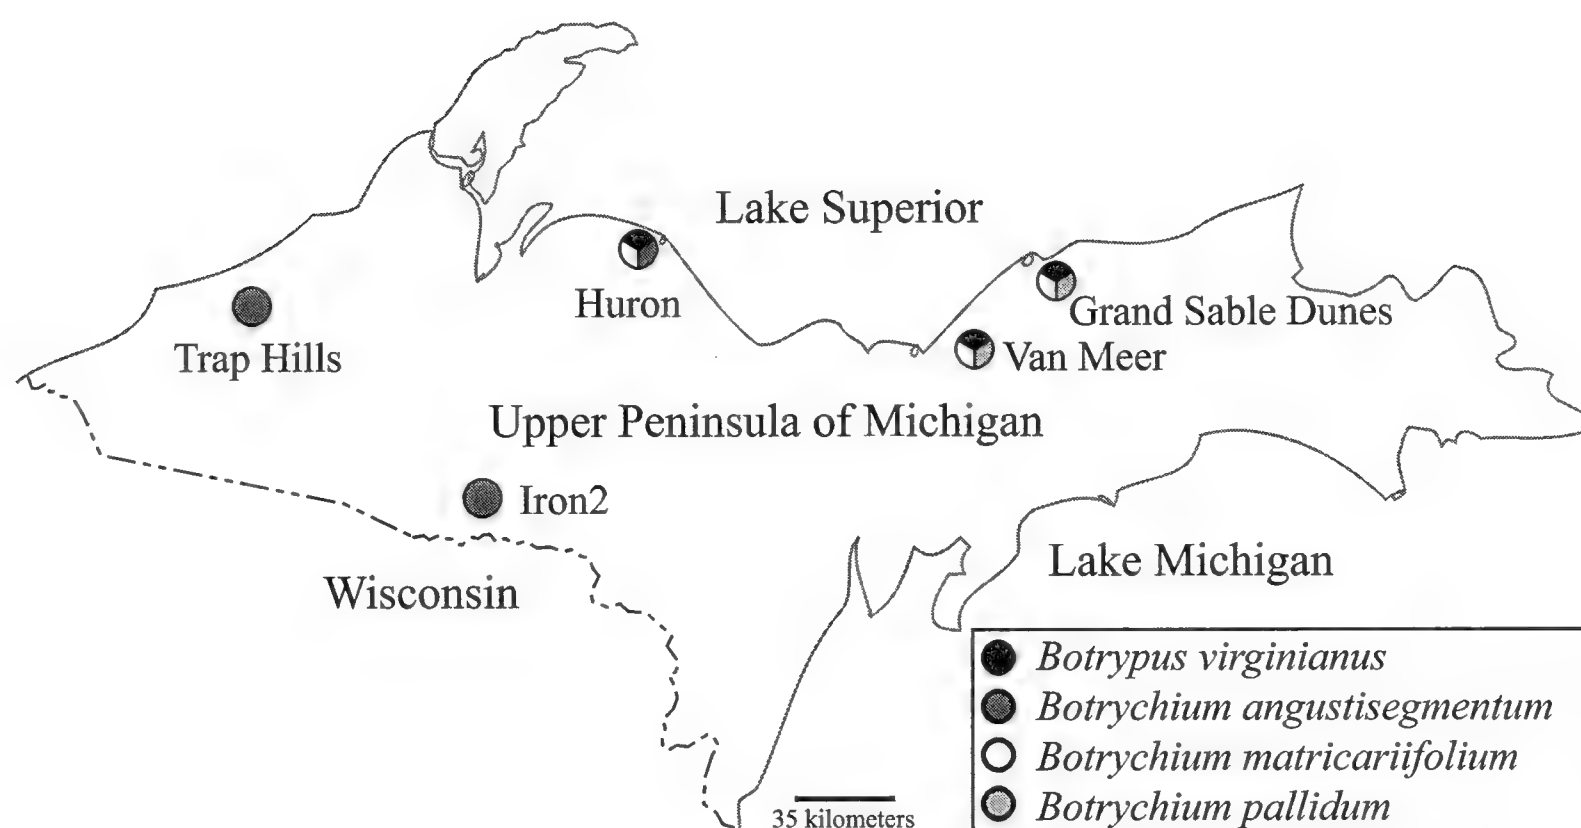 Lake Superior
Huron
Grand Sable Dunes
Trap Hills
Van Meer
Upper Peninsula of Michigan
Iron2
Lake Michigan
Wisconsin
Botrypus virginianus
Botrychium angustisegmentum
Botrychium matricariifolium
Botrychium pallidum
35 kilometers